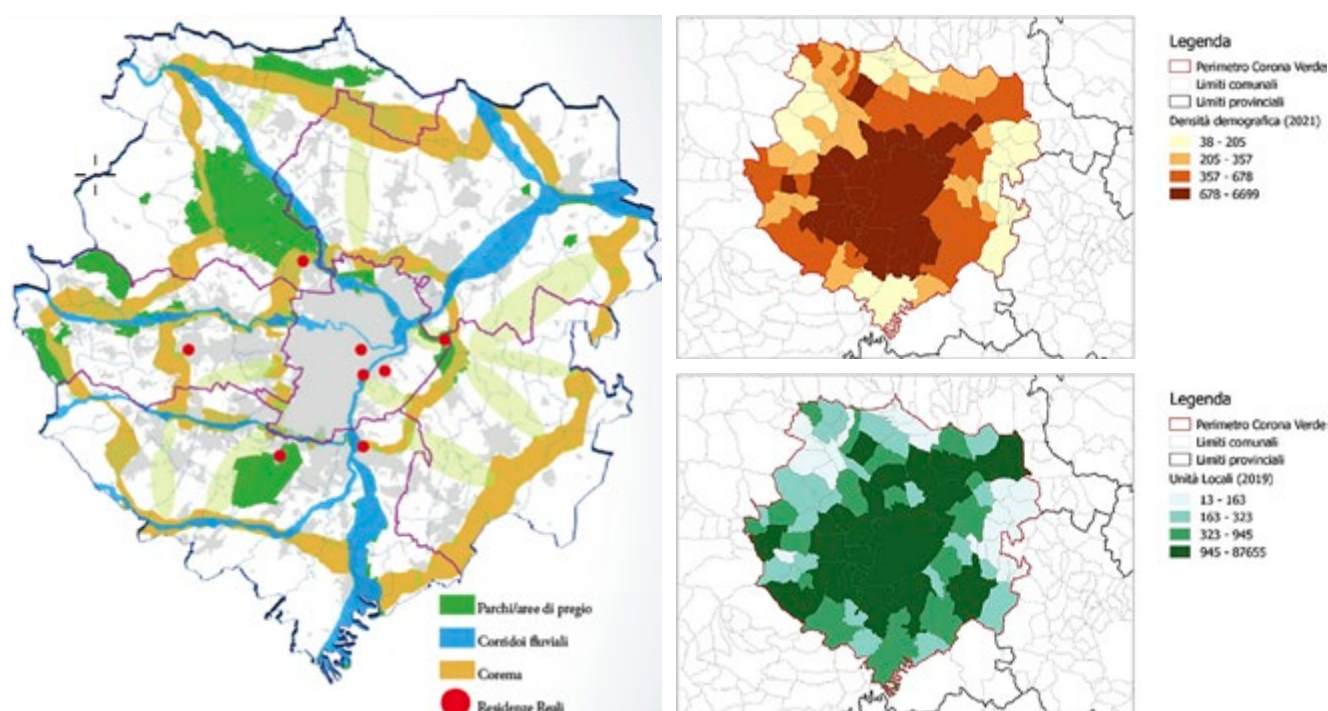 Parchi/aree di pregio
Corridoi fluviali
Corema
Residenze Reali
Legenda
Perimetro Corona Verde
Limiti comunali
Limiti provinciali
Densità demografica (2021)
38 - 205
205 - 357
357 - 678
678 - 6699
Legenda
Perimetro Corona Verde
Limiti comunali
Limiti provinciali
Unità Locali (2019)
13 - 163
163 - 323
323 - 945
945 - 87655